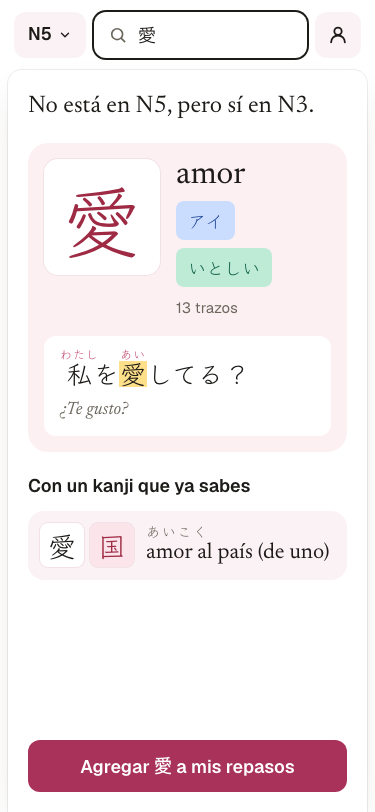 N5
愛
No está en N5, pero sí en N3.
愛
amor
アイ
いとしい
13 trazos
わたし あい
私を愛してる？
¿Te gusto?
Con un kanji que ya sabes
愛 国
あいこく
amor al país (de uno)
Agregar 愛 a mis repasos